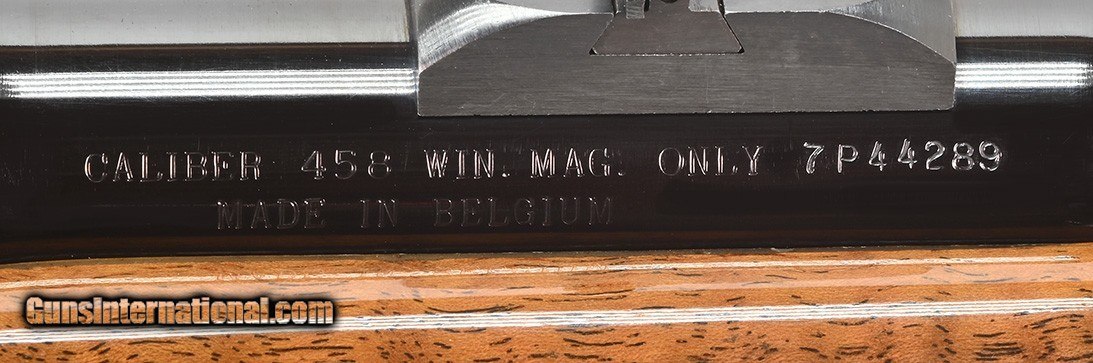 CALIBER 458 WIN. MAG. ONLY 7P44289
MADE IN BELGIUM
GunsInternational.com